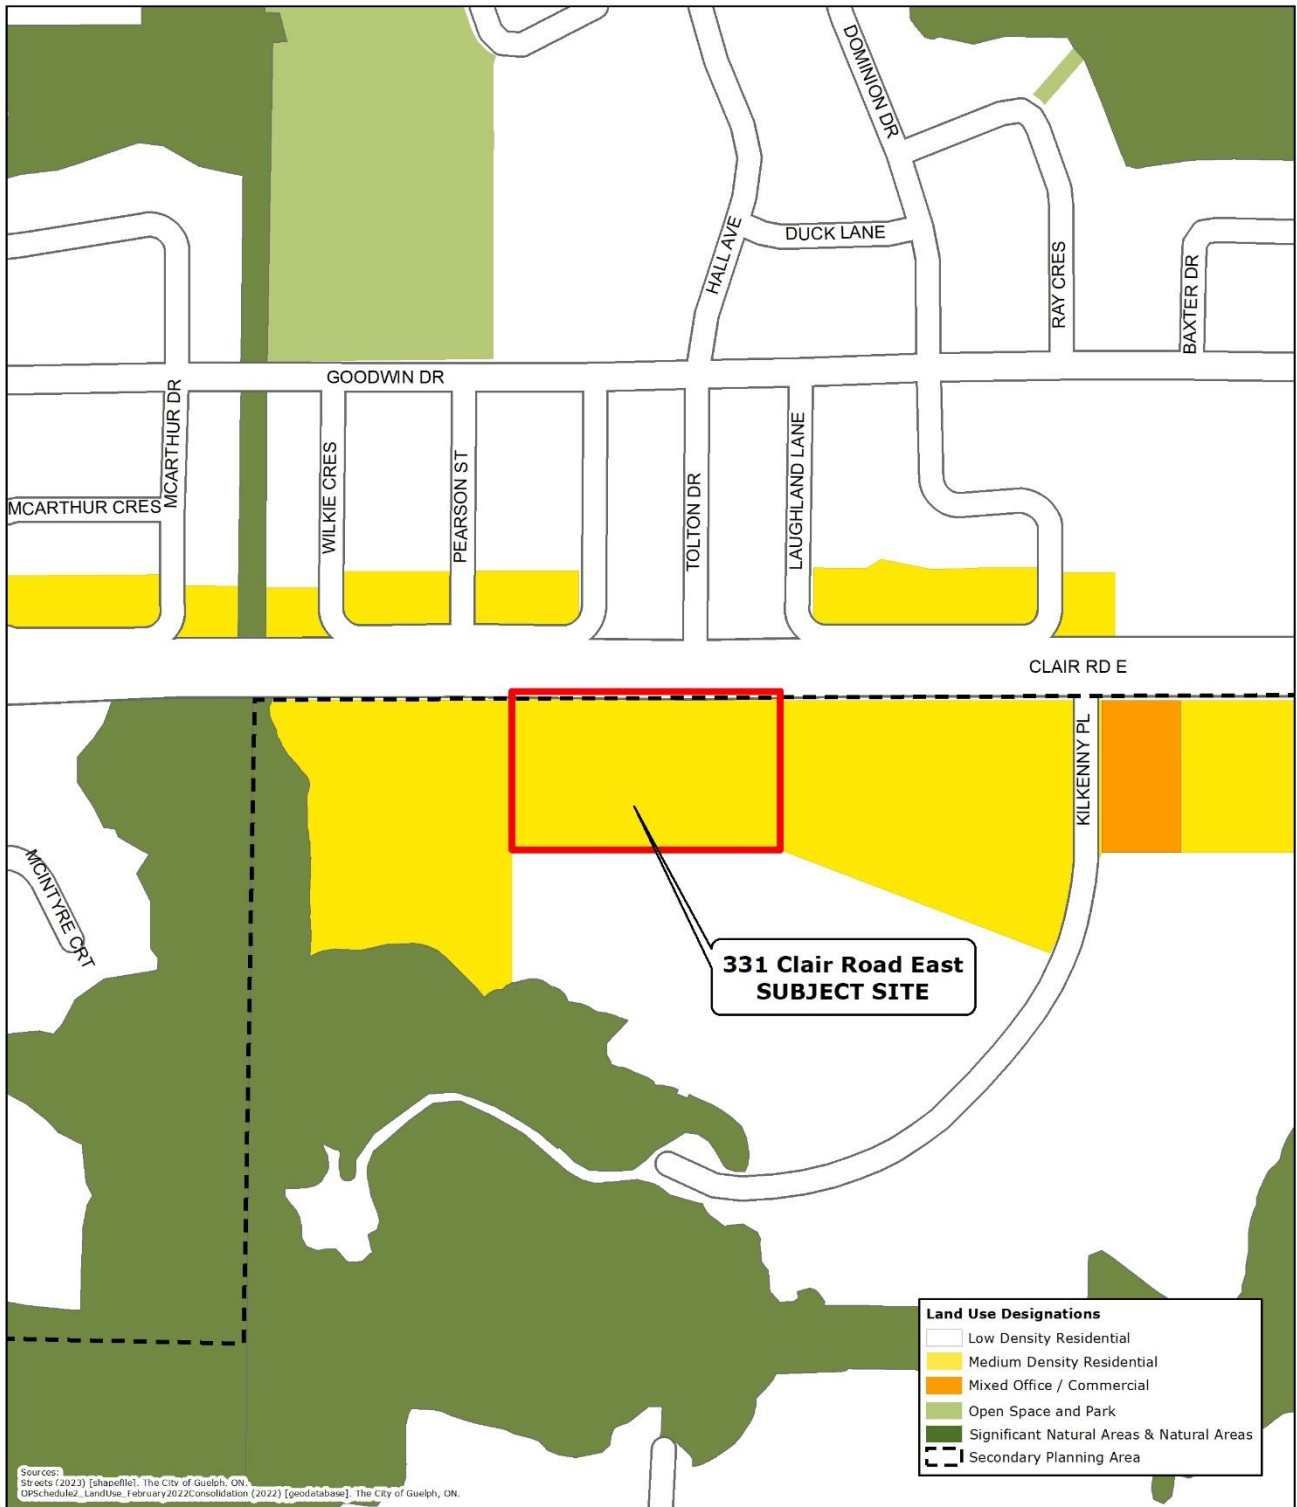 DOMINION DR
HALL AVE
DUCK LANE
RAY CRES
BAXTER DR
GOODWIN DR
MCARTHUR DR
MCARTHUR CRES
WILKIE CRES
PEARSON ST
TOLTON DR
LAUGHLAND LANE
CLAIR RD E
KILKENNY PL
MCINTYRE CRT
331 Clair Road East
SUBJECT SITE
Land Use Designations
Low Density Residential
Medium Density Residential
Mixed Office / Commercial
Open Space and Park
Significant Natural Areas & Natural Areas
Secondary Planning Area
Sources:
Streets (2023) [shapefile]. The City of Guelph, ON.
OPSchedule2_LandUse_February2022Consolidation (2022) [geodatabase]. The City of Guelph, ON.